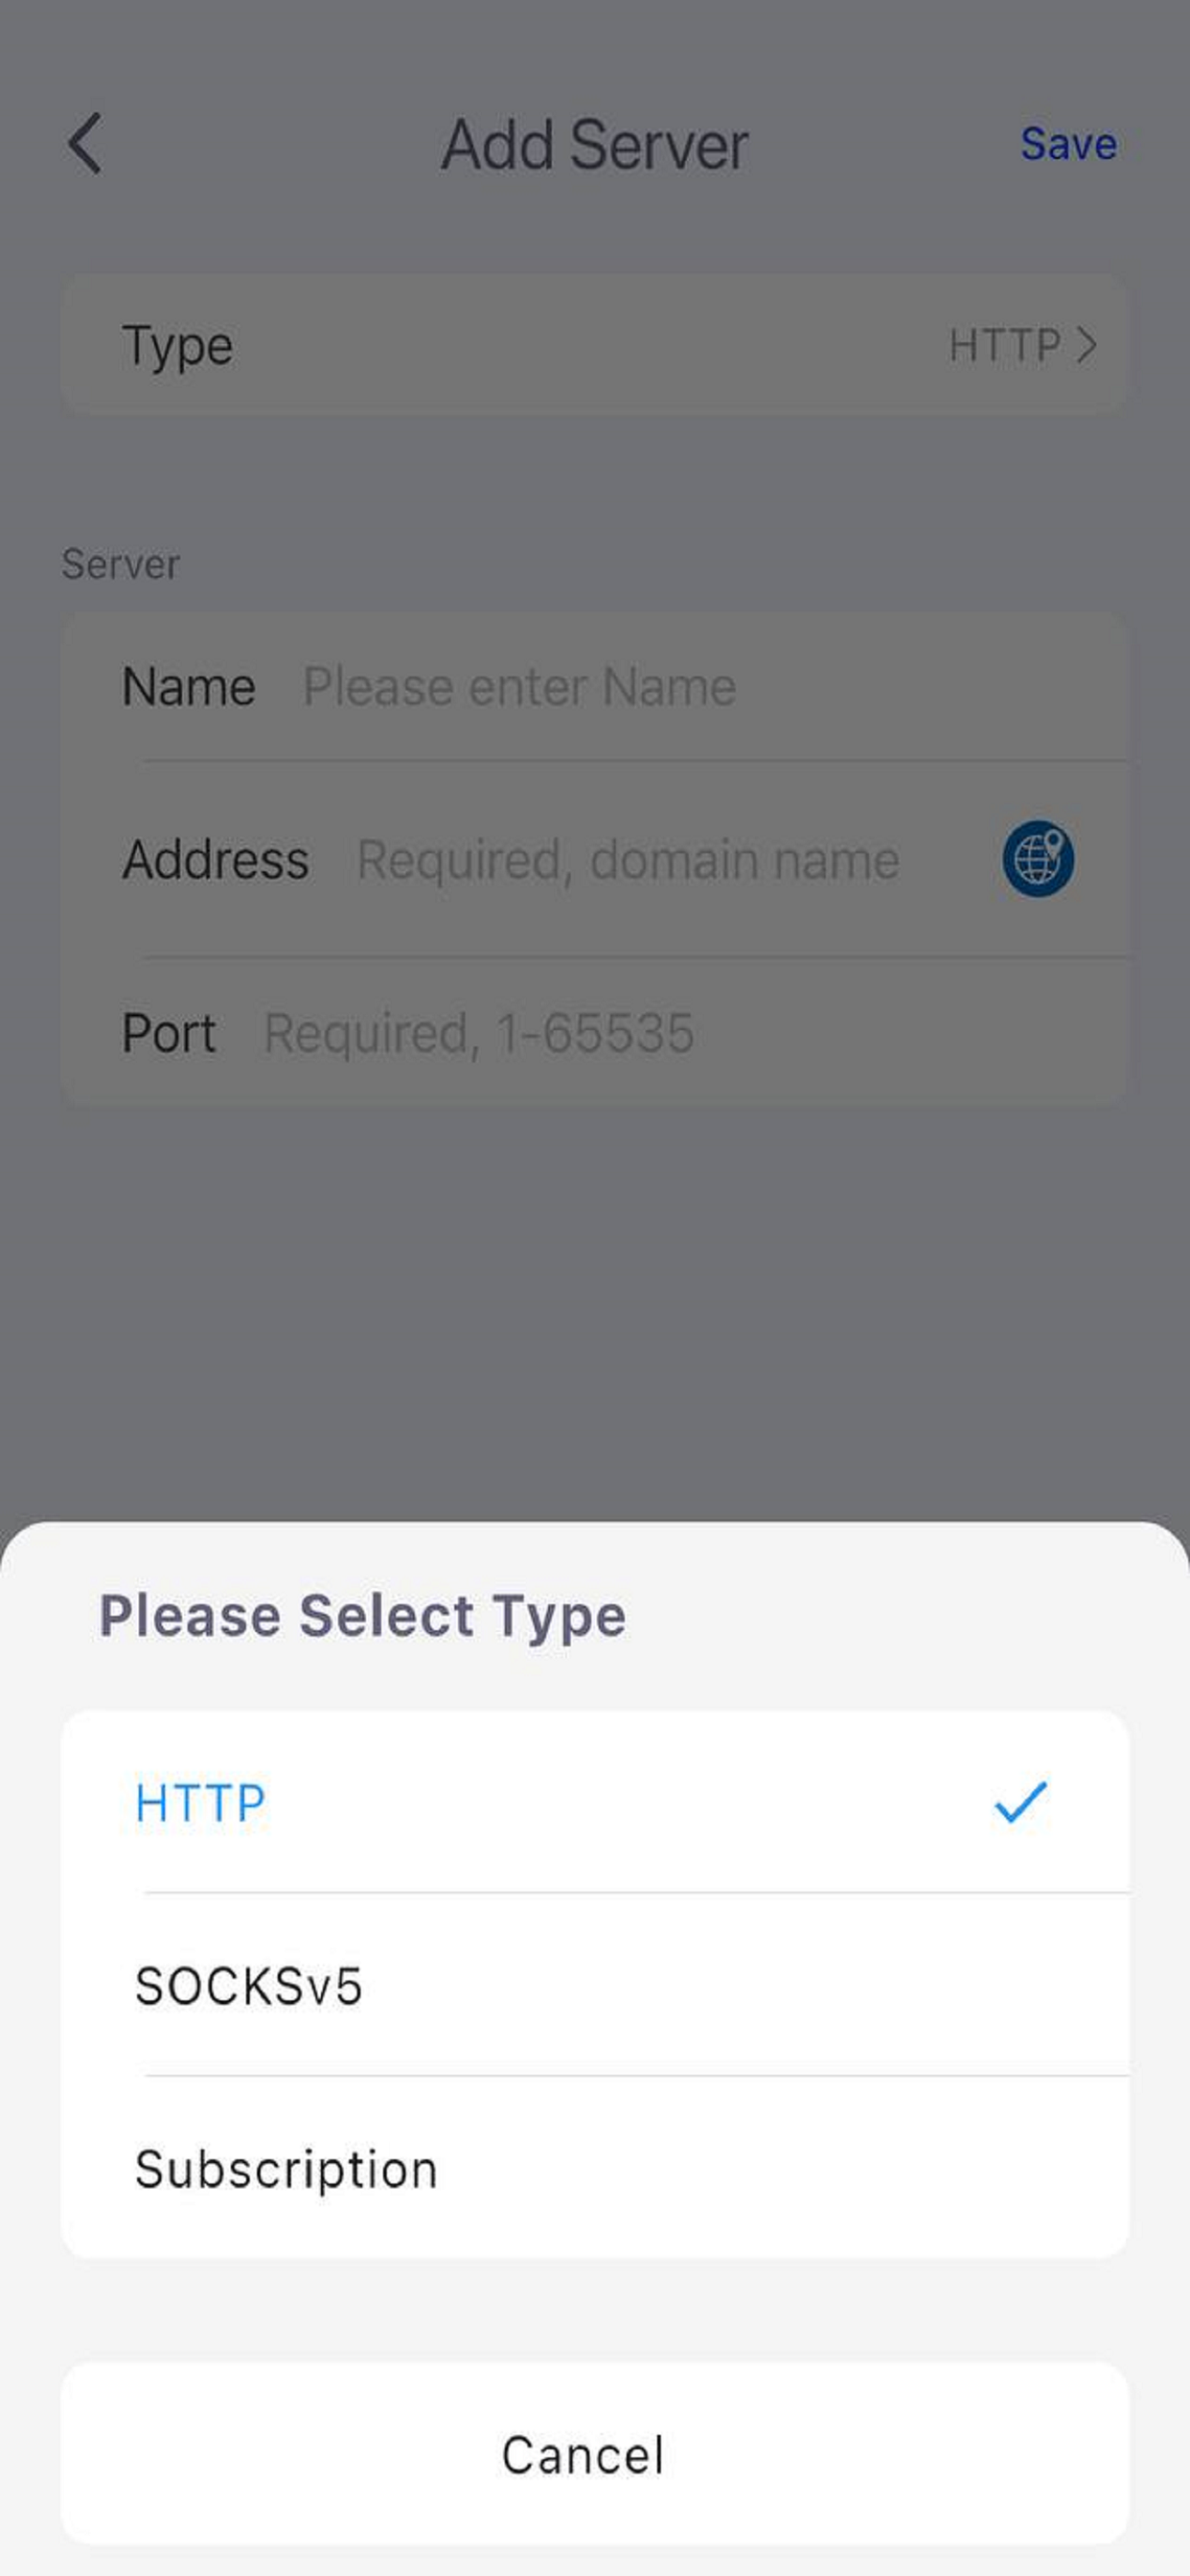 Add Server
Save
Type
HTTP
Server
Name Please enter Name
Address Required, domain name
Port Required, 1-65535
Please Select Type
HTTP
SOCKSv5
Subscription
Cancel